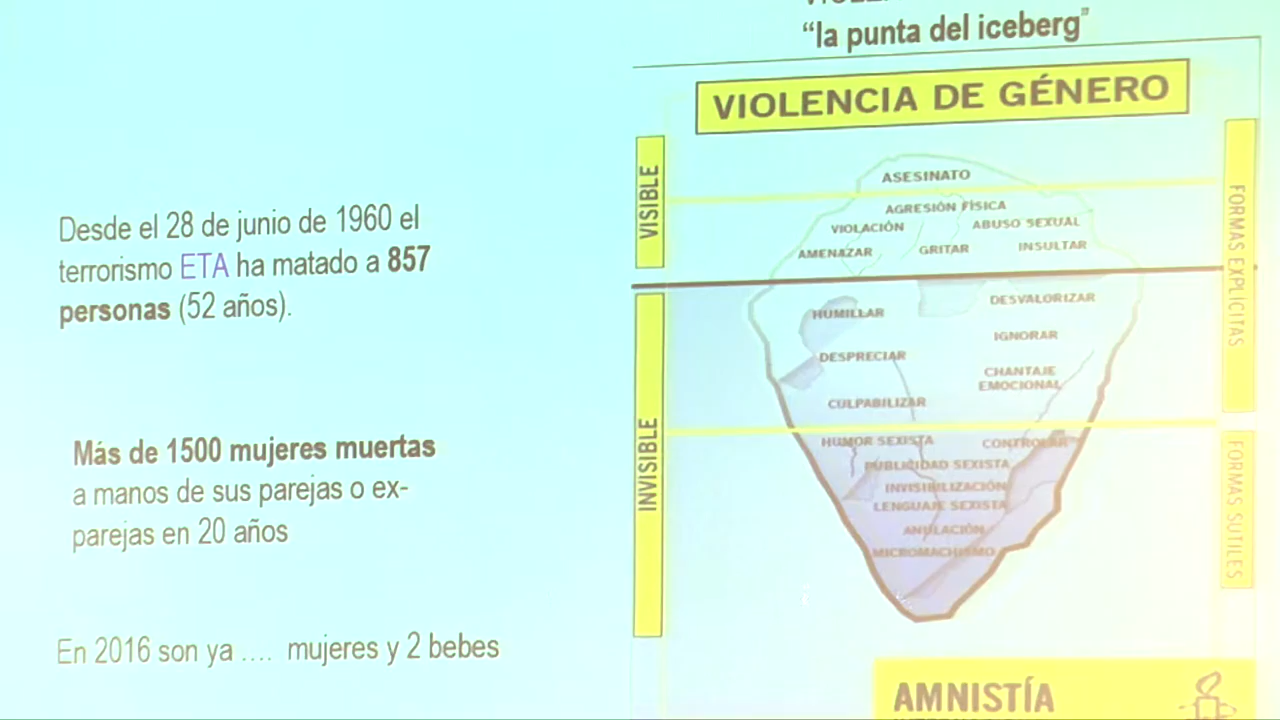 “la punta del iceberg”
VIOLENCIA DE GÉNERO
VISIBLE
ASESINATO
AGRESIÓN FÍSICA
VIOLACIÓN
ABUSO SEXUAL
AMENAZAR
GRITAR
INSULTAR
FORMAS EXPLÍCITAS
Desde el 28 de junio de 1960 el
terrorismo ETA ha matado a 857
personas (52 años).
INVISIBLE
HUMILLAR
DESVALORIZAR
IGNORAR
DESPRECIAR
CHANTAJE
EMOCIONAL
CULPABILIZAR
HUMOR SEXISTA
CONTROLAR
PUBLICIDAD SEXISTA
INVISIBILIZACIÓN
LENGUAJE SEXISTA
ANULACIÓN
MICROMACHISMO
FORMAS SUTILES
Más de 1500 mujeres muertas
a manos de sus parejas o ex-
parejas en 20 años
En 2016 son ya .... mujeres y 2 bebes
AMNISTÍA